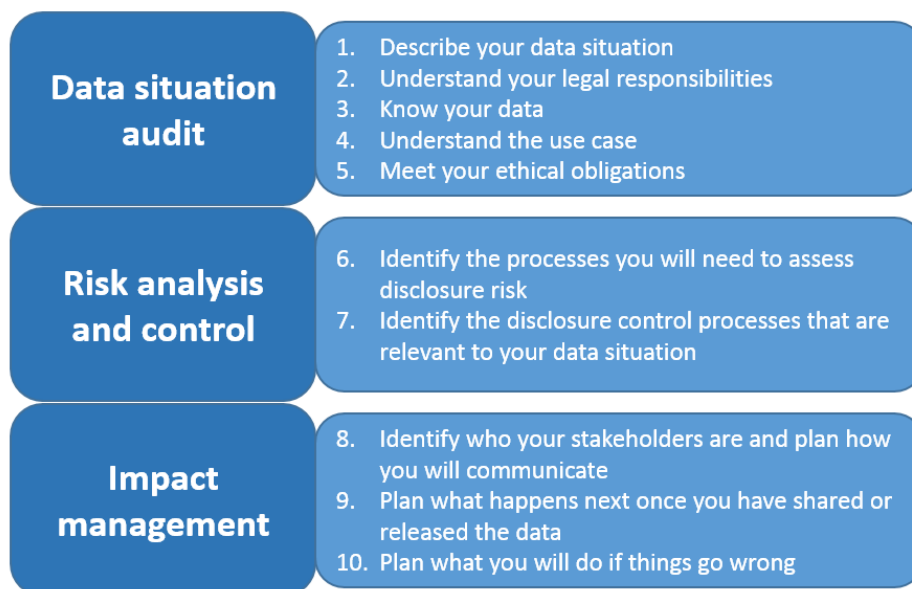 Data situation
audit
1. Describe your data situation
2. Understand your legal responsibilities
3. Know your data
4. Understand the use case
5. Meet your ethical obligations
Risk analysis
and control
6. Identify the processes you will need to assess
disclosure risk
7. Identify the disclosure control processes that are
relevant to your data situation
Impact
management
8. Identify who your stakeholders are and plan how
you will communicate
9. Plan what happens next once you have shared or
released the data
10. Plan what you will do if things go wrong